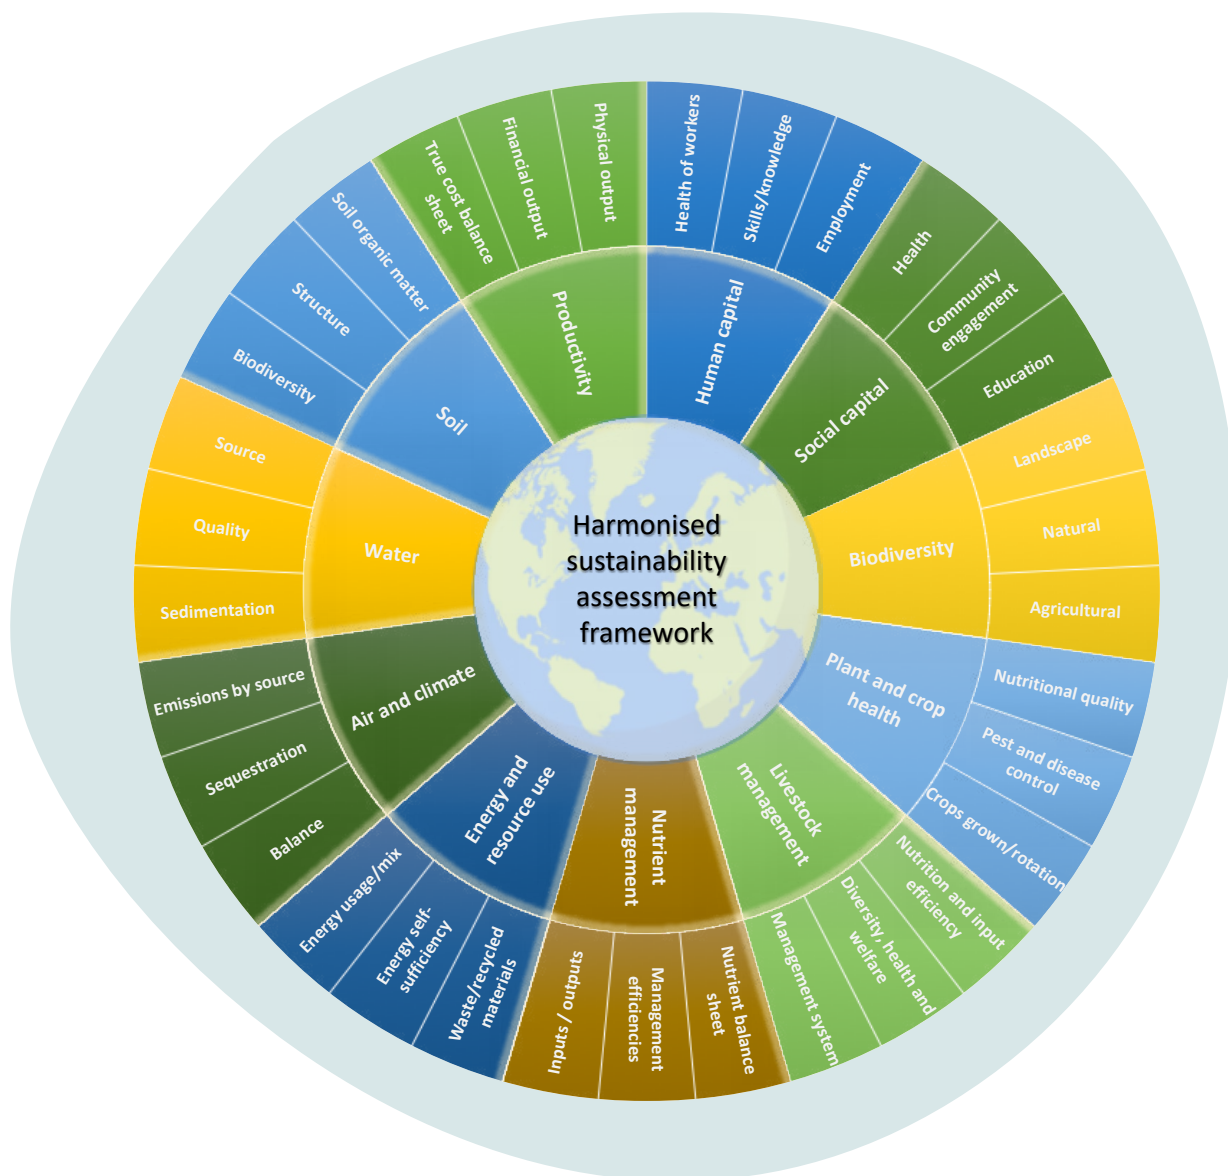 Harmonised
sustainability
assessment
framework
Human capital
Health of workers
Skills/knowledge
Employment
Social capital
Health
Community
engagement
Education
Biodiversity
Landscape
Natural
Agricultural
Plant and crop
health
Nutritional quality
Pest and disease
control
Crops grown/rotation
Livestock
management
Nutrition and input
efficiency
Diversity, health and
welfare
Management system
Nutrient
management
Nutrient balance
sheet
Management
efficiencies
Inputs / outputs
Energy and
resource use
Waste/recycled
materials
Energy self-
sufficiency
Energy usage/mix
Air and climate
Balance
Sequestration
Emissions by source
Water
Sedimentation
Quality
Source
Soil
Biodiversity
Structure
Soil organic matter
Productivity
True cost balance
sheet
Financial output
Physical output